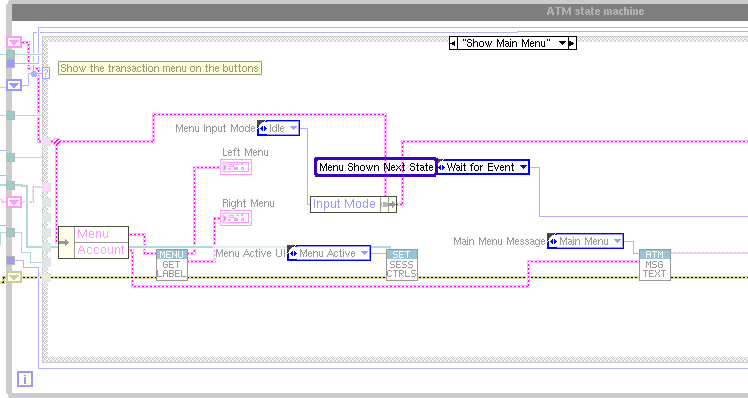 ATM state machine
"Show Main Menu"
Show the transaction menu on the buttons
?
Menu Input Mode
Idle
Left Menu
Menu Shown Next State
Wait for Event
Right Menu
Input Mode
Menu
Account
MENU
GET
LABEL
Menu Active UI
Menu Active
SET
SESS
CTRLS
Main Menu Message
Main Menu
ATM
MSG
TEXT
i